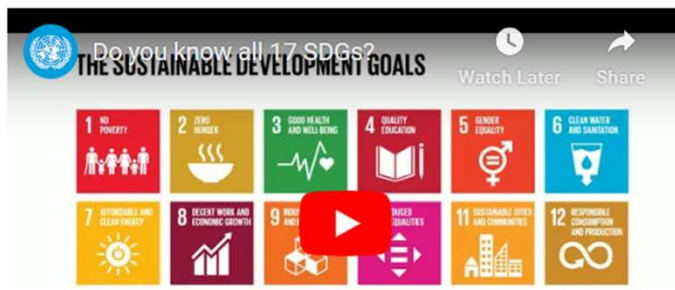 Do you know all 17 SDGs?
Watch Later
Share
THE SUSTAINABLE DEVELOPMENT GOALS
1 NO
POVERTY
2 ZERO
HUNGER
3 GOOD HEALTH
AND WELL-BEING
4 QUALITY
EDUCATION
5 GENDER
EQUALITY
6 CLEAN WATER
AND SANITATION
7 AFFORDABLE AND
CLEAN ENERGY
8 DECENT WORK AND
ECONOMIC GROWTH
9
AND
11 SUSTAINABLE CITIES
AND COMMUNITIES
12 RESPONSIBLE
CONSUMPTION
AND PRODUCTION